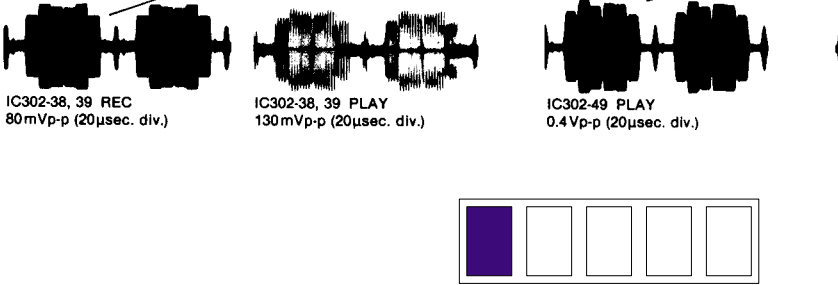 IC302-38, 39 REC
80mVp-p (20μsec. div.)
IC302-38, 39 PLAY
130mVp-p (20μsec. div.)
IC302-49 PLAY
0.4Vp-p (20μsec. div.)